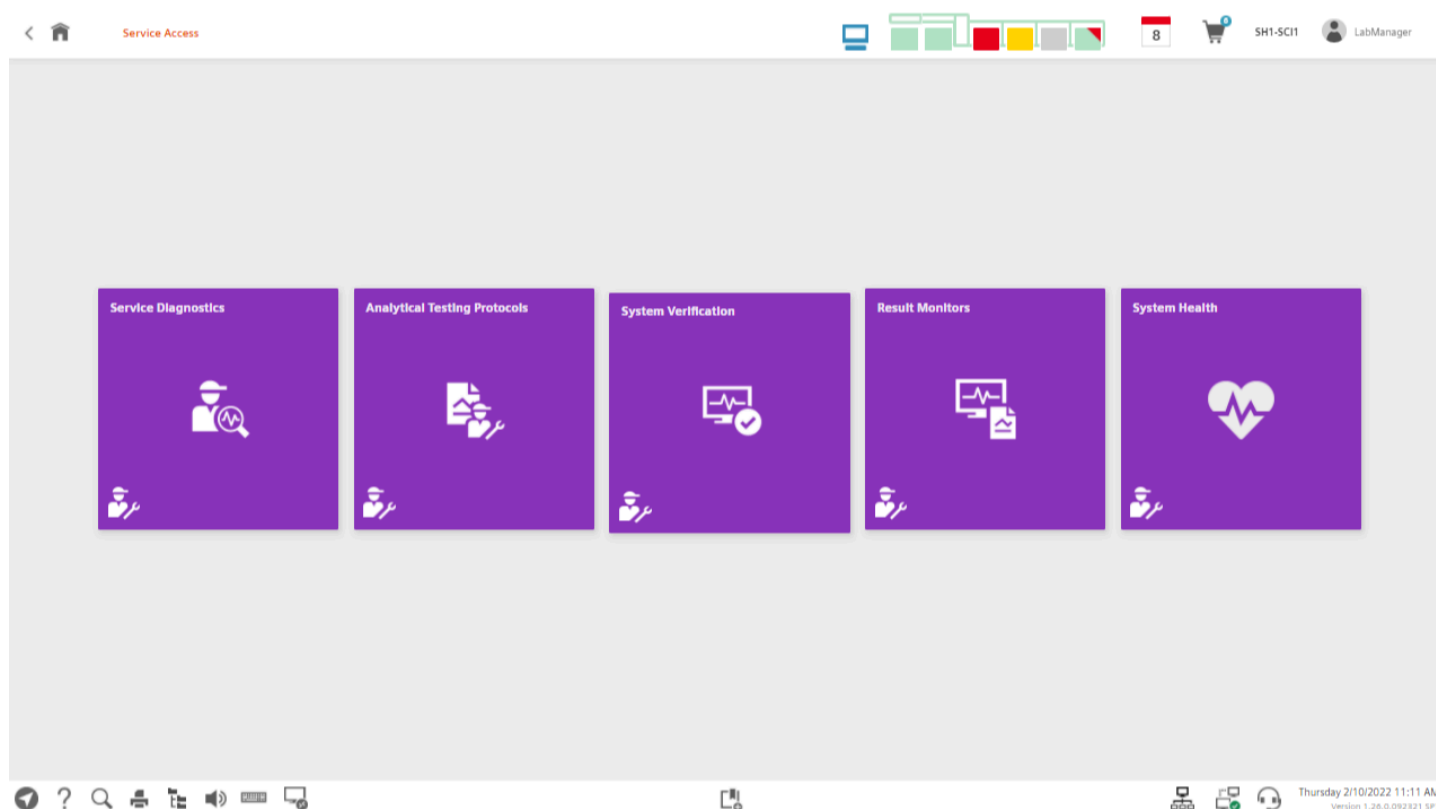 Service Access
8
6
SH1-SCI1
LabManager
Service Diagnostics
Analytical Testing Protocols
System Verification
Result Monitors
System Health
Thursday 2/10/2022 11:11 AM